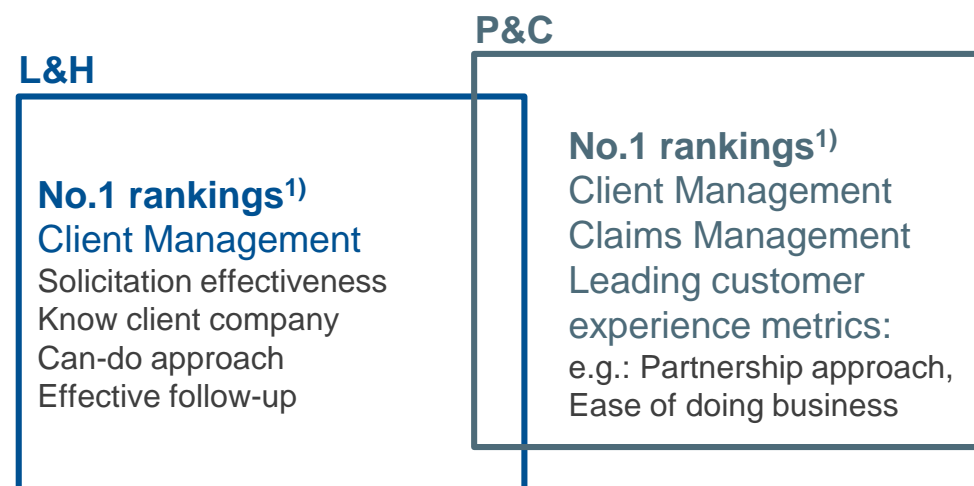 L&H
No.1 rankings1)
Client Management
Solicitation effectiveness
Know client company
Can-do approach
Effective follow-up
P&C
No.1 rankings1)
Client Management
Claims Management
Leading customer
experience metrics:
e.g.: Partnership approach,
Ease of doing business